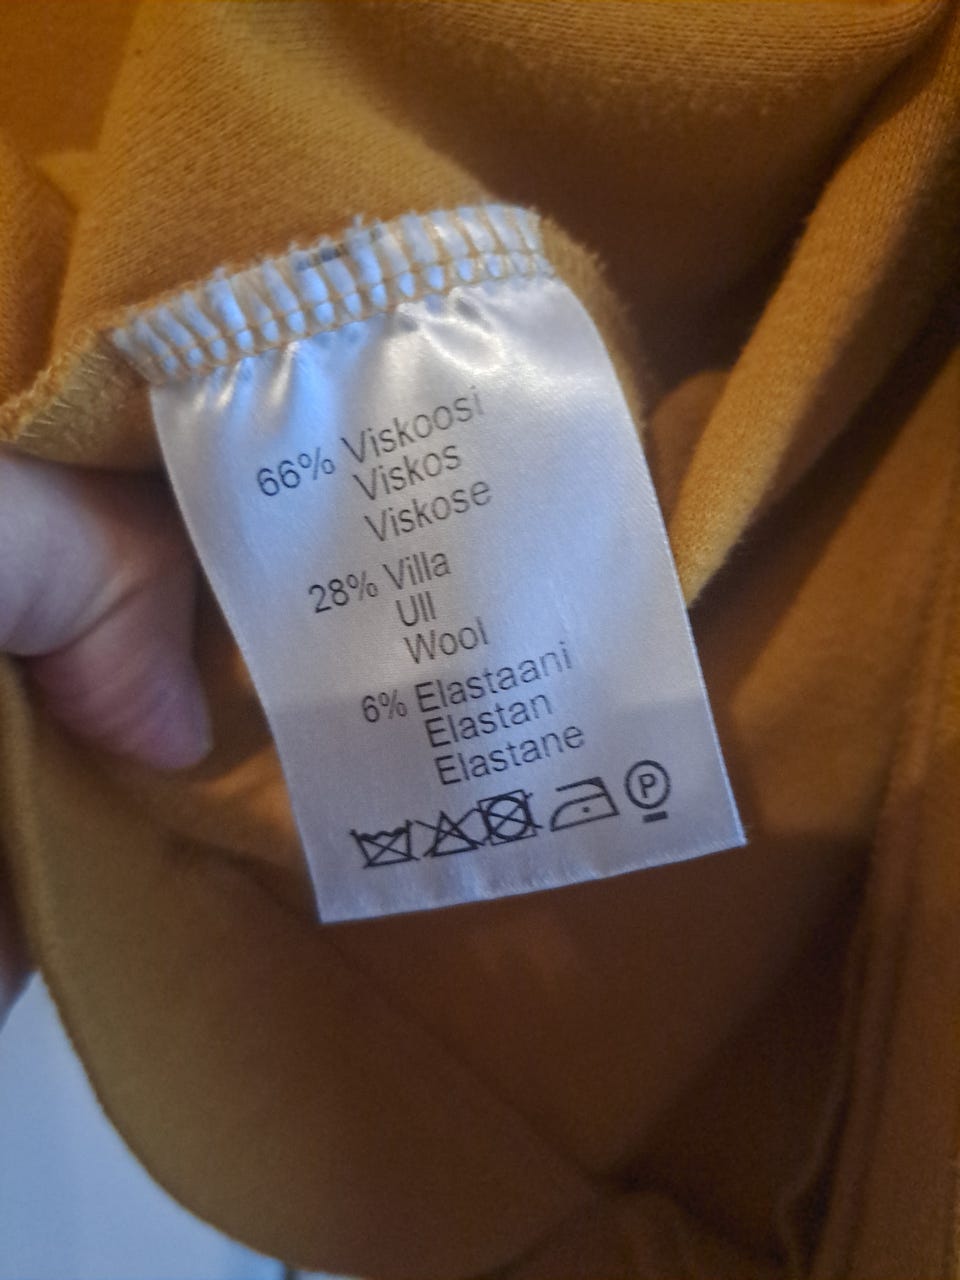 66% Viskoosi
Viskos
Viskose
28% Villa
Ull
Wool
6% Elastaani
Elastan
Elastane
P